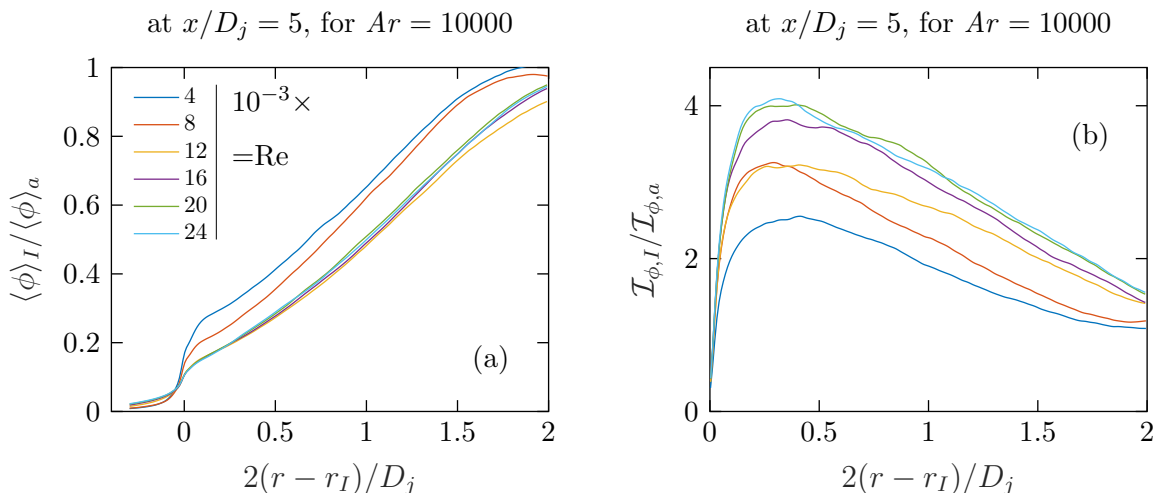 at x/D_j = 5, for Ar = 10000
1
0.8
0.6
0.4
0.2
0
⟨ϕ⟩_I/⟨ϕ⟩_a
4
8
12
16
20
24
10⁻³×
=Re
(a)
0
0.5
1
1.5
2
2(r − r_I)/D_j
at x/D_j = 5, for Ar = 10000
4
2
0
ℐ_{ϕ,I}/ℐ_{ϕ,a}
(b)
0
0.5
1
1.5
2
2(r − r_I)/D_j